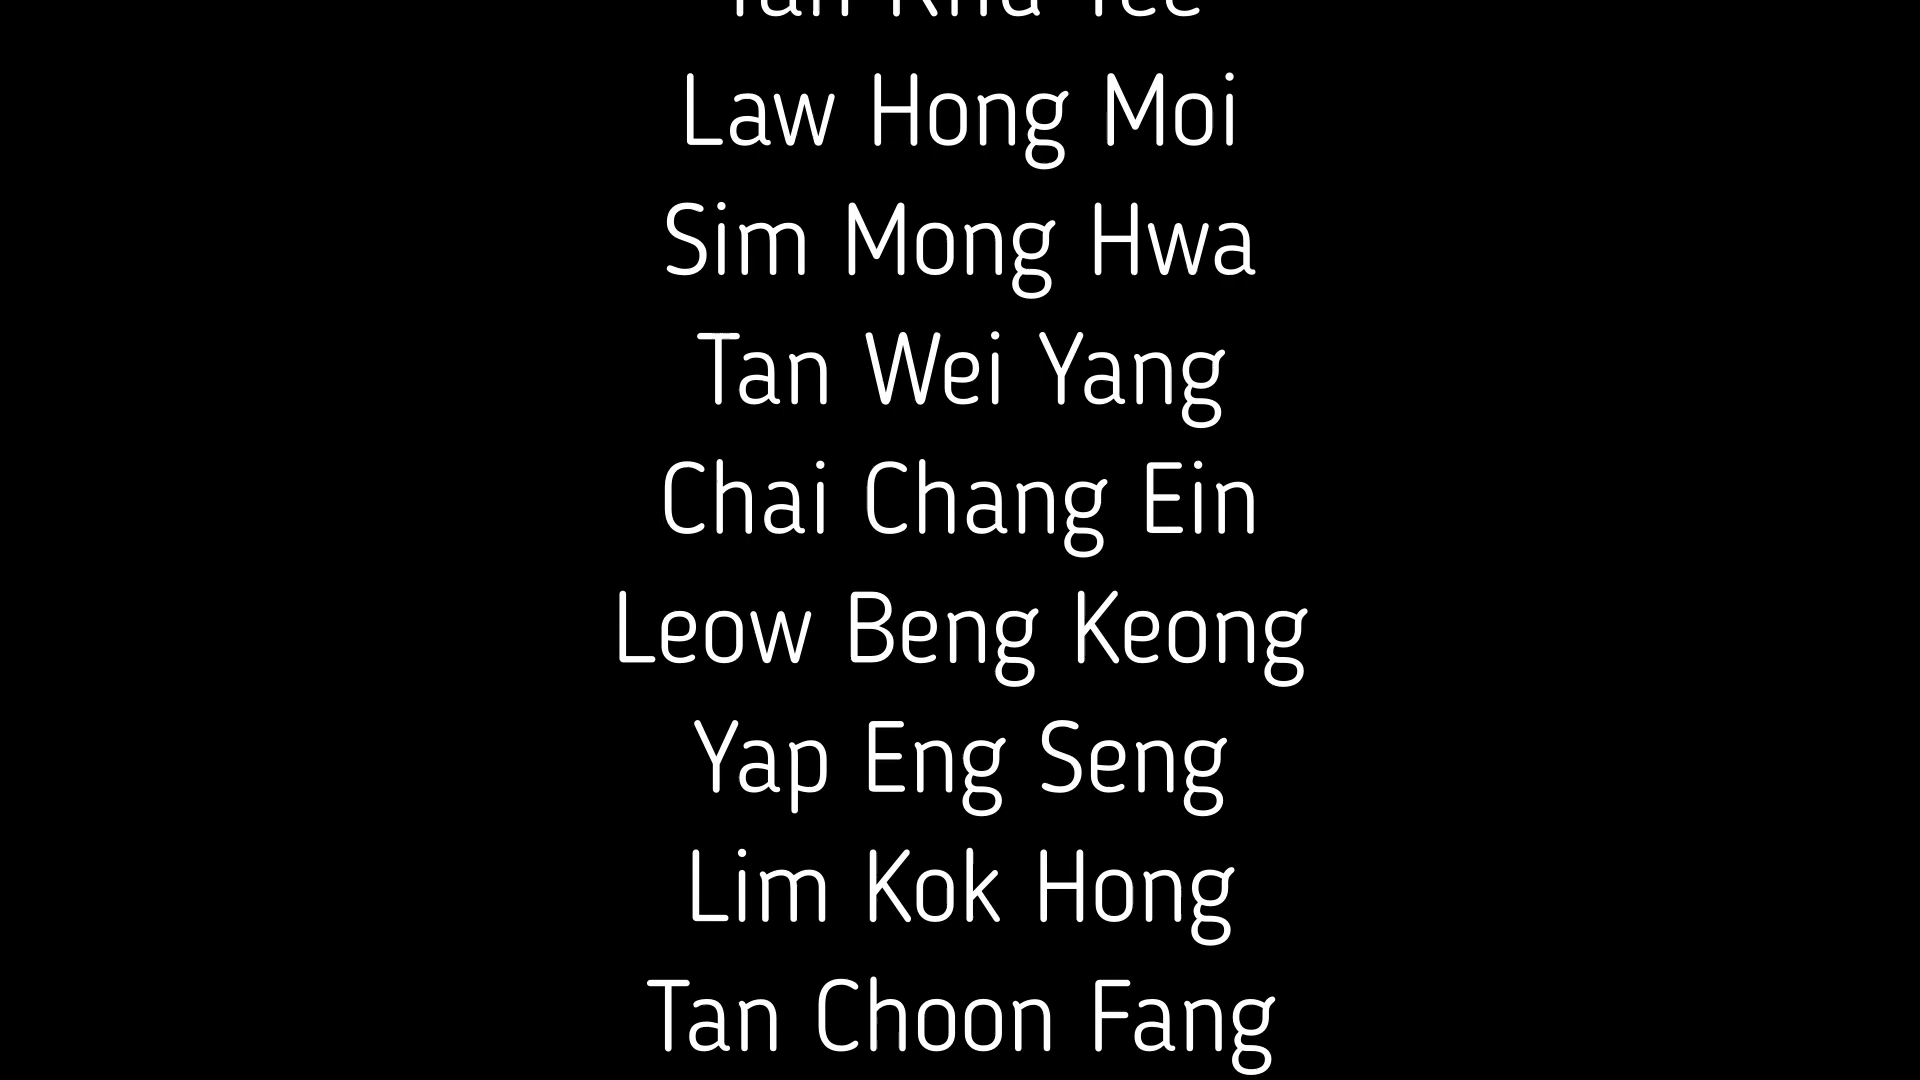 Law Hong Moi
Sim Mong Hwa
Tan Wei Yang
Chai Chang Ein
Leow Beng Keong
Yap Eng Seng
Lim Kok Hong
Tan Choon Fang